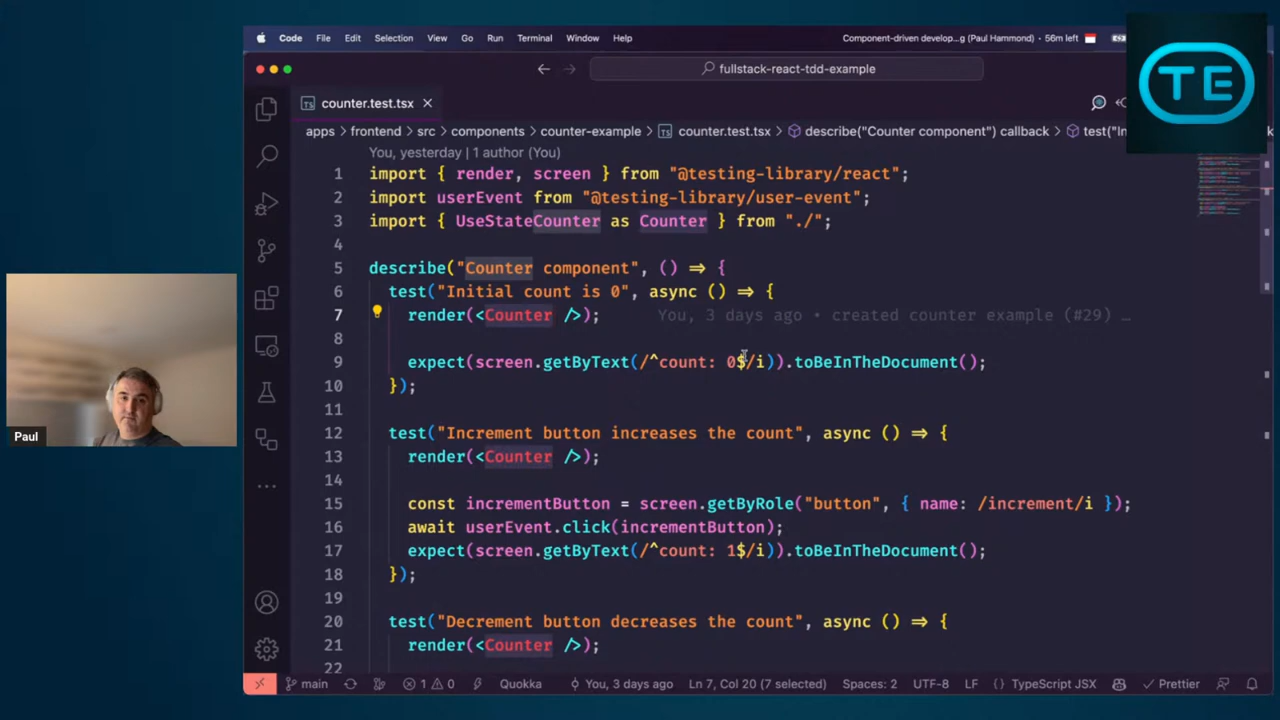 Code File Edit Selection View Go Run Terminal Window Help
Component-driven develop...g (Paul Hammond) • 56m left
TE
fullstack-react-tdd-example
TS counter.test.tsx
apps > frontend > src > components > counter-example > TS counter.test.tsx > describe("Counter component") callback > test("In
You, yesterday | 1 author (You)
1 import { render, screen } from "@testing-library/react";
2 import userEvent from "@testing-library/user-event";
3 import { UseStateCounter as Counter } from "./";
4
5 describe("Counter component", () => {
6 test("Initial count is 0", async () => {
7 render(<Counter />); You, 3 days ago • created counter example (#29) …
8
9 expect(screen.getByText(/^count: 0$/i)).toBeInTheDocument();
10 });
11
12 test("Increment button increases the count", async () => {
13 render(<Counter />);
14
15 const incrementButton = screen.getByRole("button", { name: /increment/i });
16 await userEvent.click(incrementButton);
17 expect(screen.getByText(/^count: 1$/i)).toBeInTheDocument();
18 });
19
20 test("Decrement button decreases the count", async () => {
21 render(<Counter />);
22
Paul
main 1 0 Quokka You, 3 days ago Ln 7, Col 20 (7 selected) Spaces: 2 UTF-8 LF {} TypeScript JSX Prettier